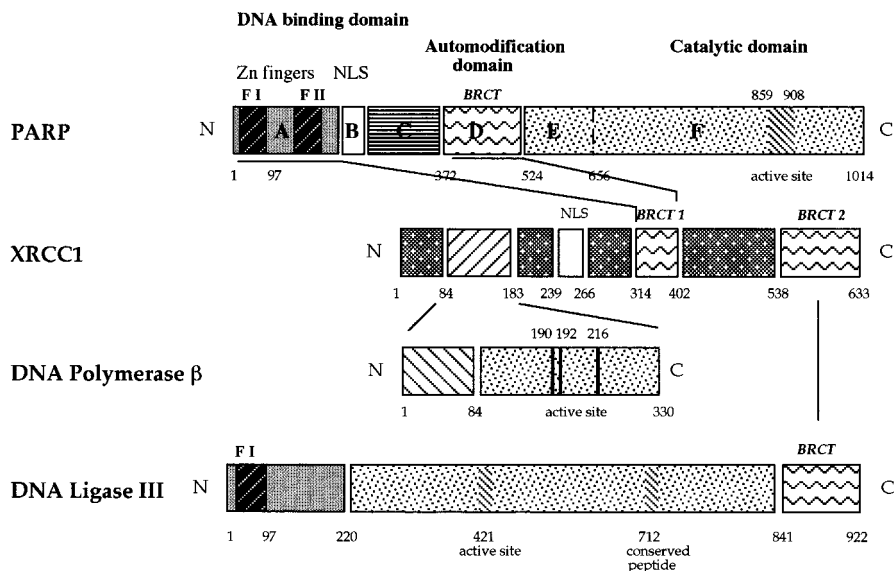 DNA binding domain
Automodification domain
Catalytic domain
Zn fingers NLS
F I F II BRCT 859 908
PARP N A B C D E F C
1 97 372 524 656 active site 1014
NLS BRCT 1 BRCT 2
XRCC1 N C
1 84 183 239 266 314 402 538 633
190 192 216
DNA Polymerase β N C
1 84 active site 330
F I BRCT
DNA Ligase III N C
1 97 220 421 712 841 922
active site conserved
peptide